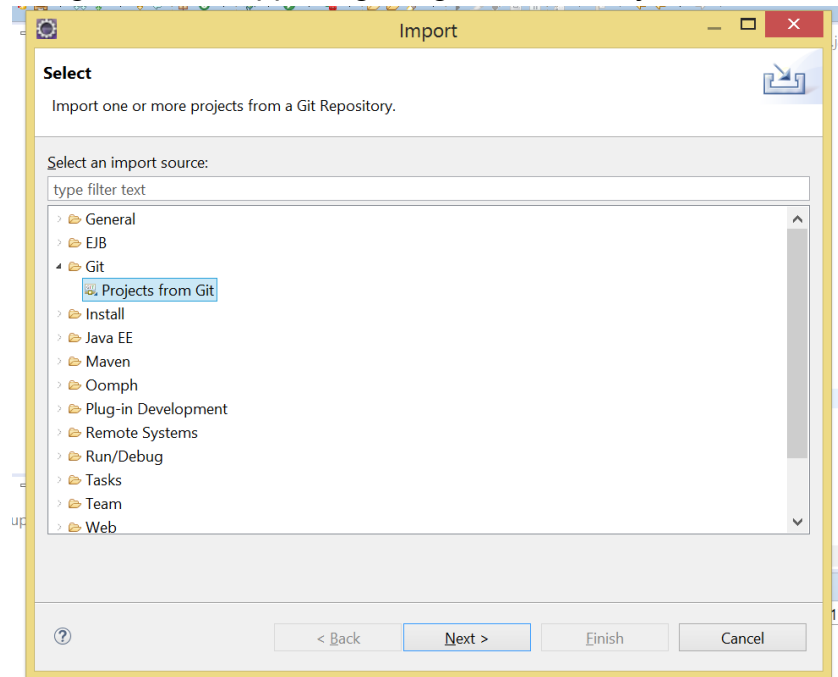 Import
Select
Import one or more projects from a Git Repository.
Select an import source:
type filter text
General
EJB
Git
Projects from Git
Install
Java EE
Maven
Oomph
Plug-in Development
Remote Systems
Run/Debug
Tasks
Team
Web
< Back
Next >
Finish
Cancel